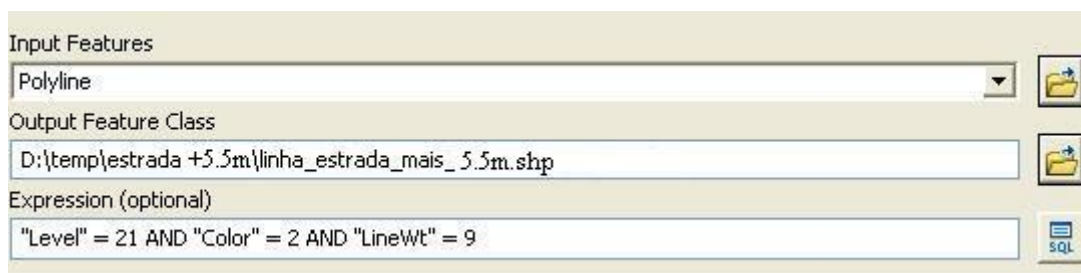 Input Features
Polyline
Output Feature Class
D:\temp\estrada +5.5m\linha_estrada_mais_ 5.5m.shp
Expression (optional)
"Level" = 21 AND "Color" = 2 AND "LineWt" = 9
SQL